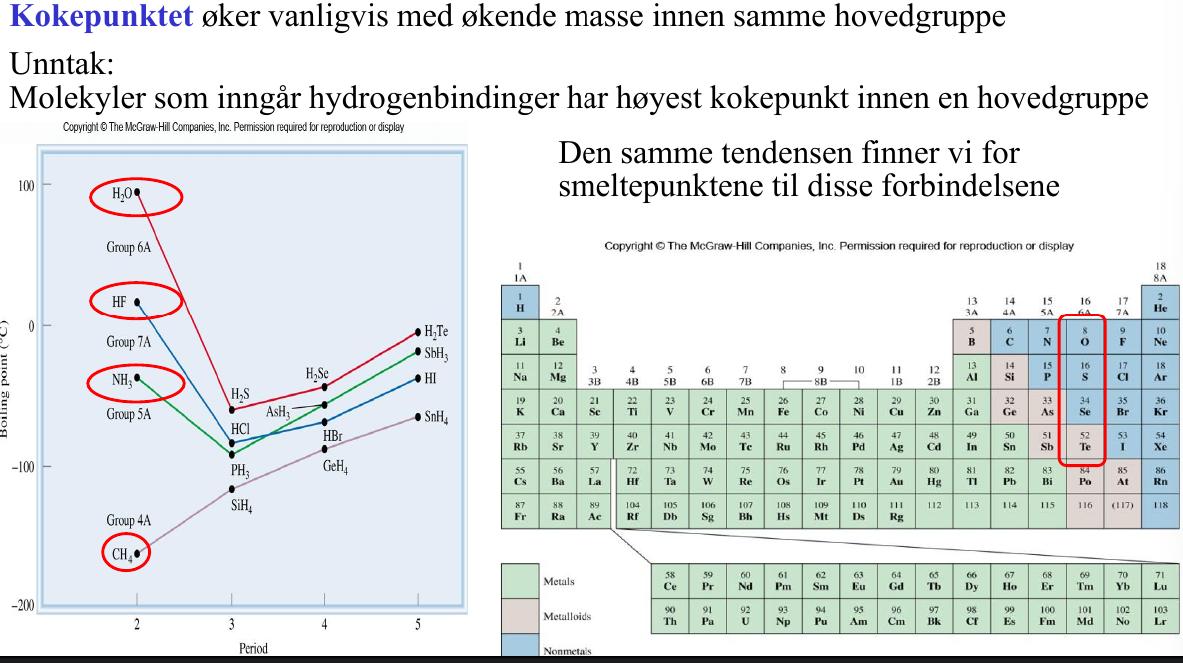 Kokepunktet øker vanligvis med økende masse innen samme hovedgruppe
Unntak:
Molekyler som inngår hydrogenbindinger har høyest kokepunkt innen en hovedgruppe
Copyright © The McGraw-Hill Companies, Inc. Permission required for reproduction or display
Den samme tendensen finner vi for
smeltepunktene til disse forbindelsene
100
0
–100
–200
Boiling point (°C)
H₂O
Group 6A
HF
Group 7A
NH₃
Group 5A
Group 4A
CH₄
H₂S
HCl
PH₃
SiH₄
H₂Se
AsH₃
HBr
GeH₄
H₂Te
SbH₃
HI
SnH₄
2 3 4 5
Period
Copyright © The McGraw-Hill Companies, Inc. Permission required for reproduction or display
1 18
1A 8A
1 2 13 14 15 16 17 2
H 2A 3A 4A 5A 6A 7A He
3 4 5 6 7 8 9 10
Li Be B C N O F Ne
11 12 3 4 5 6 7 8 9 10 11 12 13 14 15 16 17 18
Na Mg 3B 4B 5B 6B 7B 8B 1B 2B Al Si P S Cl Ar
19 20 21 22 23 24 25 26 27 28 29 30 31 32 33 34 35 36
K Ca Sc Ti V Cr Mn Fe Co Ni Cu Zn Ga Ge As Se Br Kr
37 38 39 40 41 42 43 44 45 46 47 48 49 50 51 52 53 54
Rb Sr Y Zr Nb Mo Tc Ru Rh Pd Ag Cd In Sn Sb Te I Xe
55 56 57 72 73 74 75 76 77 78 79 80 81 82 83 84 85 86
Cs Ba La Hf Ta W Re Os Ir Pt Au Hg Tl Pb Bi Po At Rn
87 88 89 104 105 106 107 108 109 110 111 112 113 114 115 116 (117) 118
Fr Ra Ac Rf Db Sg Bh Hs Mt Ds Rg
Metals
58 59 60 61 62 63 64 65 66 67 68 69 70 71
Ce Pr Nd Pm Sm Eu Gd Tb Dy Ho Er Tm Yb Lu
Metalloids
90 91 92 93 94 95 96 97 98 99 100 101 102 103
Th Pa U Np Pu Am Cm Bk Cf Es Fm Md No Lr
Nonmetals